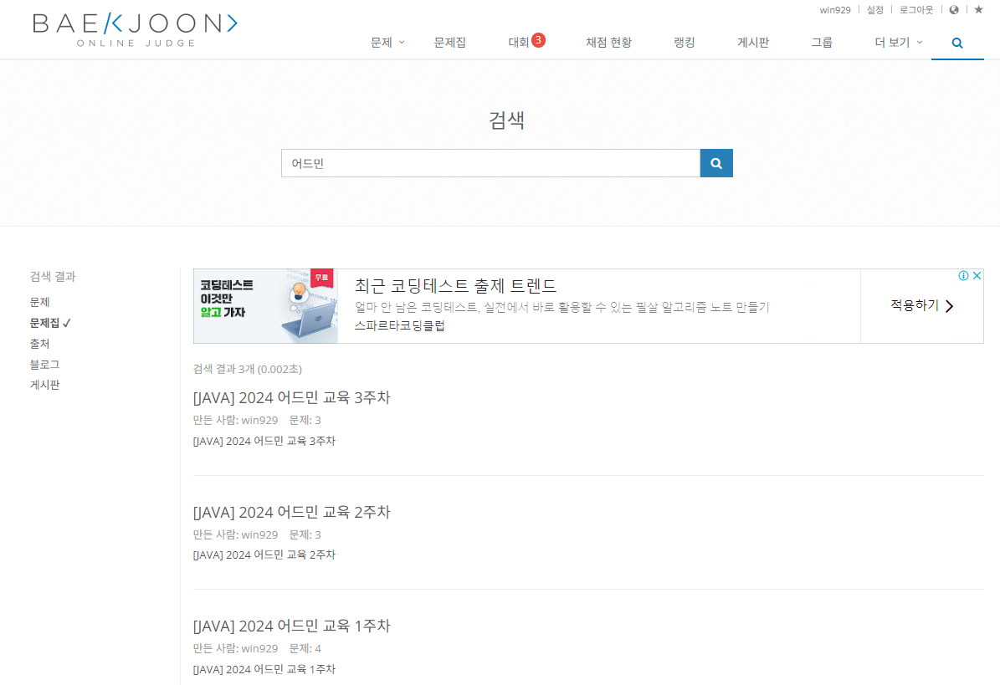 win929 설정 로그아웃
BAEKJOON>
ONLINE JUDGE
문제 문제집 대회 3 채점 현황 랭킹 게시판 그룹 더 보기
검색
어드민
검색 결과
문제
문제집 ✓
출처
블로그
게시판
코딩테스트
이것만
알고 가자
무료
최근 코딩테스트 출제 트렌드
얼마 안 남은 코딩테스트, 실전에서 바로 활용할 수 있는 필살 알고리즘 노트 만들기
스파르타코딩클럽
적용하기
검색 결과 3개 (0.002초)
[JAVA] 2024 어드민 교육 3주차
만든 사람: win929 문제: 3
[JAVA] 2024 어드민 교육 3주차
[JAVA] 2024 어드민 교육 2주차
만든 사람: win929 문제: 3
[JAVA] 2024 어드민 교육 2주차
[JAVA] 2024 어드민 교육 1주차
만든 사람: win929 문제: 4
[JAVA] 2024 어드민 교육 1주차